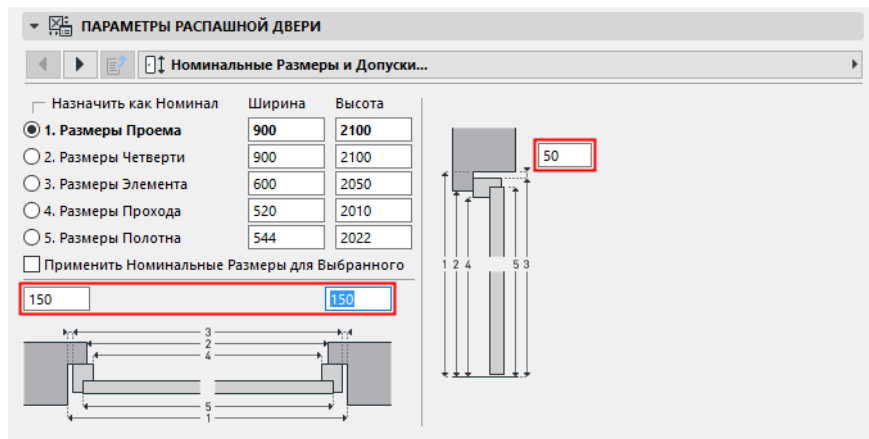 ПАРАМЕТРЫ РАСПАШНОЙ ДВЕРИ
Номинальные Размеры и Допуски...
Назначить как Номинал Ширина Высота
1. Размеры Проема 900 2100
2. Размеры Четверти 900 2100
3. Размеры Элемента 600 2050
4. Размеры Прохода 520 2010
5. Размеры Полотна 544 2022
Применить Номинальные Размеры для Выбранного
150 150
3
2
4
5
1
50
1 2 4 5 3